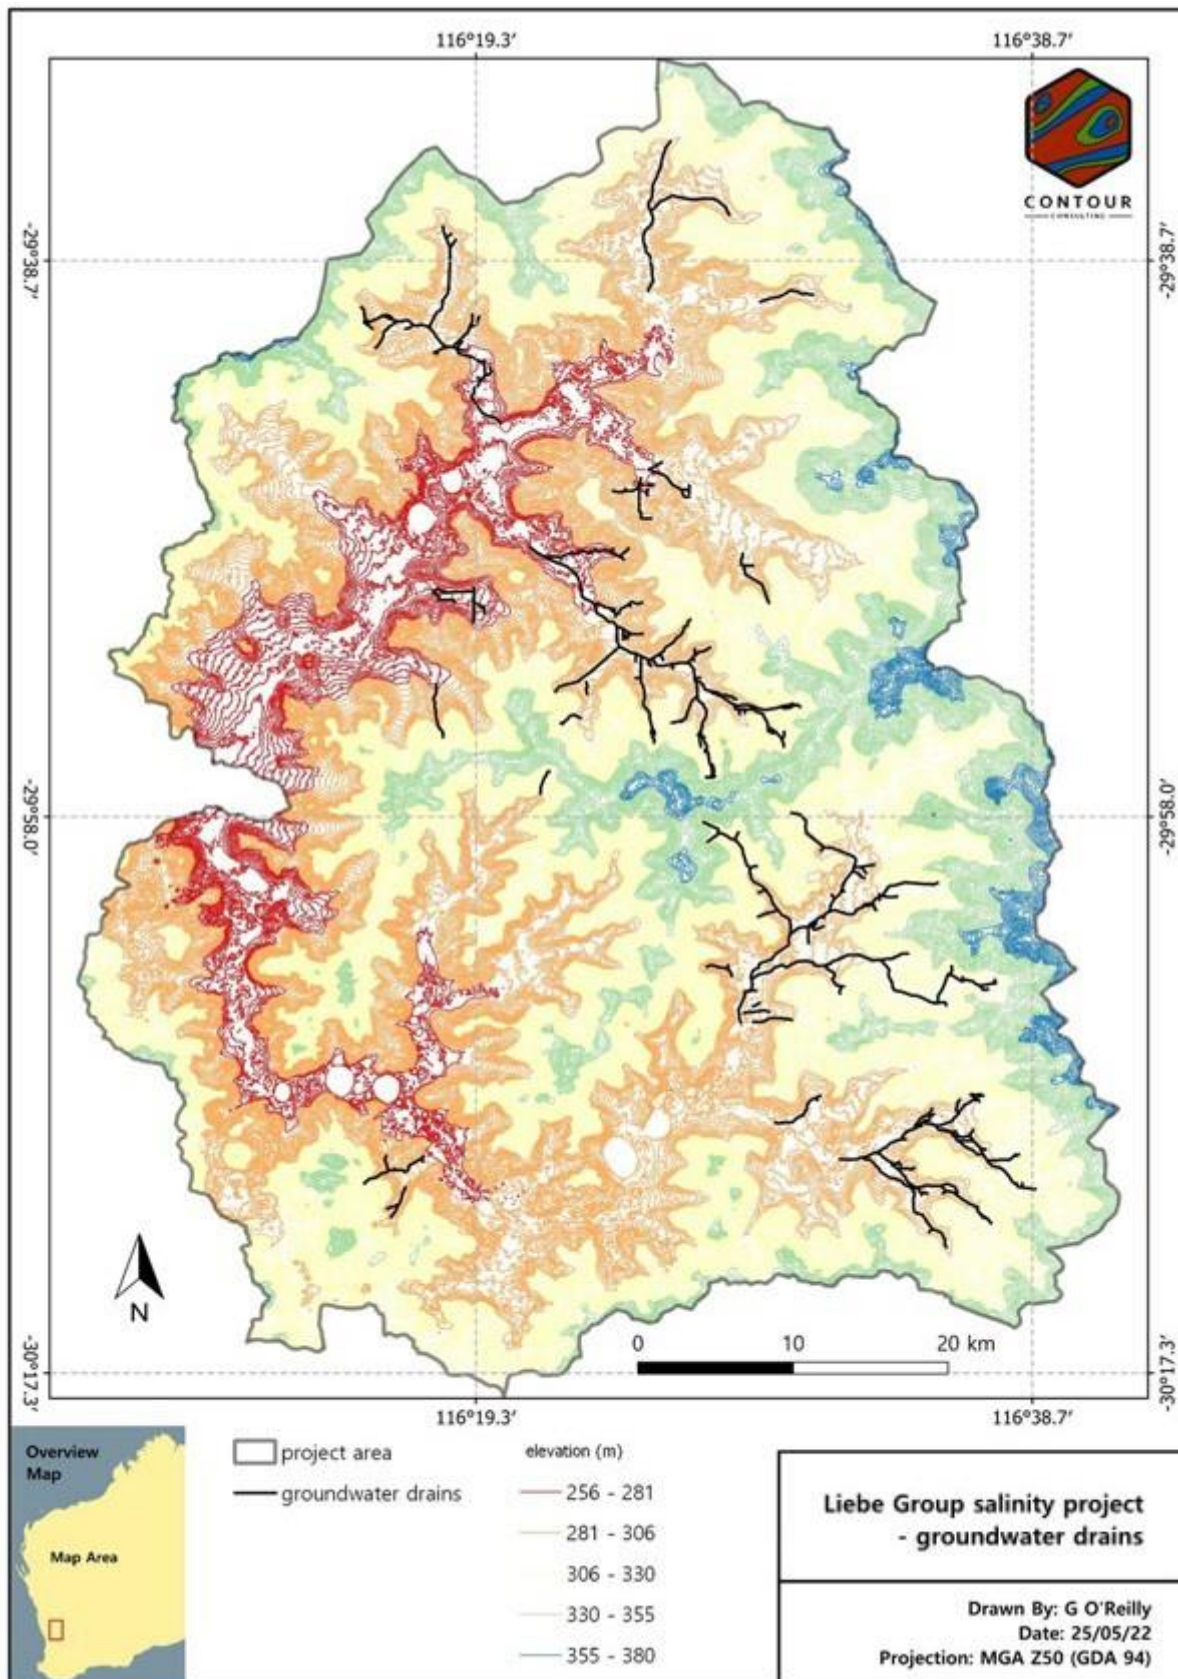 116°19.3′
116°38.7′
CONTOUR
CONSULTING
-29°38.7′
-29°38.7′
-29°58.0′
-29°58.0′
N
0
10
20 km
-30°17.3′
-30°17.3′
116°19.3′
116°38.7′
Overview
Map
Map Area
project area
groundwater drains
elevation (m)
256 - 281
281 - 306
306 - 330
330 - 355
355 - 380
Liebe Group salinity project
- groundwater drains
Drawn By: G O'Reilly
Date: 25/05/22
Projection: MGA Z50 (GDA 94)